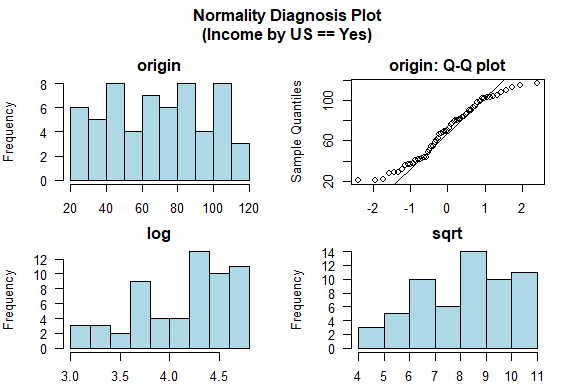 Normality Diagnosis Plot
(Income by US == Yes)
origin
Frequency
8
6
4
2
0
20 40 60 80 100 120
origin: Q-Q plot
Sample Quantiles
100
60
20
-2 -1 0 1 2
log
Frequency
12
10
8
6
4
2
0
3.0 3.5 4.0 4.5
sqrt
Frequency
14
12
10
8
6
4
2
0
4 5 6 7 8 9 10 11